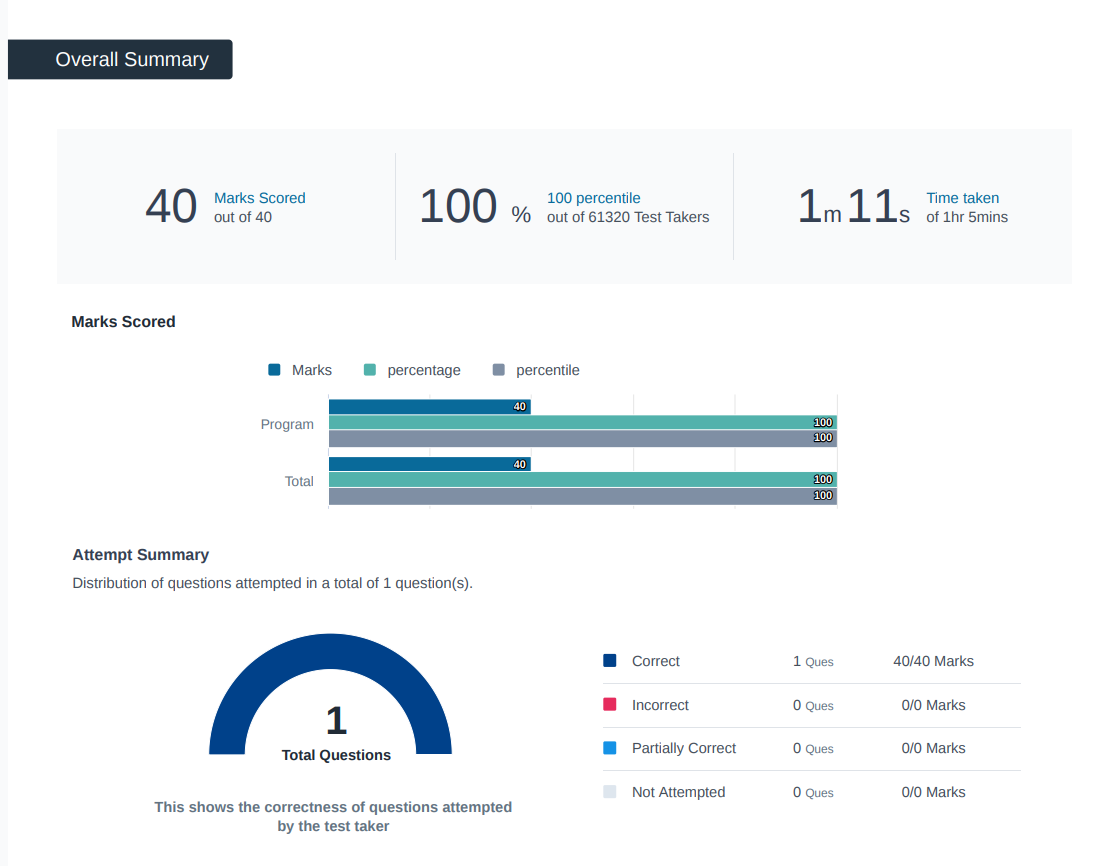 Overall Summary
40 Marks Scored out of 40
100 % 100 percentile out of 61320 Test Takers
1m 11s Time taken of 1hr 5mins
Marks Scored
Marks percentage percentile
Program 40 100 100
Total 40 100 100
Attempt Summary
Distribution of questions attempted in a total of 1 question(s).
1
Total Questions
This shows the correctness of questions attempted
by the test taker
Correct 1 Ques 40/40 Marks
Incorrect 0 Ques 0/0 Marks
Partially Correct 0 Ques 0/0 Marks
Not Attempted 0 Ques 0/0 Marks